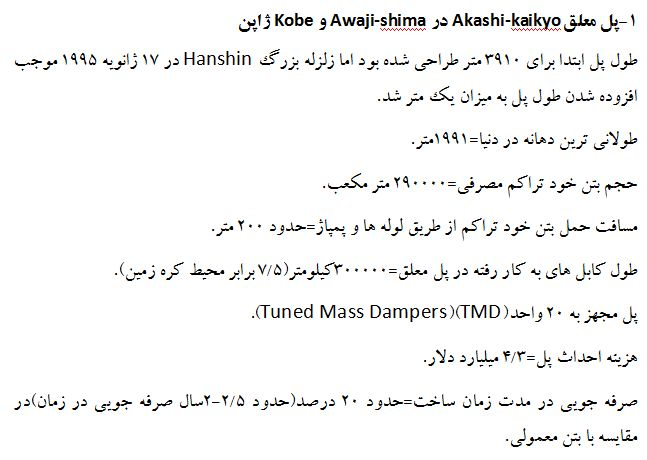 ۱-پل معلق Akashi-kaikyo در Awaji-shima و Kobe ژاپن
طول پل ابتدا برای ۳۹۱۰ متر طراحی شده بود اما زلزله بزرگ Hanshin در ۱۷ ژانویه ۱۹۹۵ موجب
افزوده شدن طول پل به میزان یک متر شد.
طولانی ترین دهانه در دنیا=۱۹۹۱متر.
حجم بتن خود تراکم مصرفی=۲۹۰۰۰۰ متر مکعب.
مسافت حمل بتن خود تراکم از طریق لوله ها و پمپاژ=حدود ۲۰۰ متر.
طول کابل های به کار رفته در پل معلق=۳۰۰۰۰۰کیلومتر(۷/۵ برابر محیط کره زمین).
پل مجهز به ۲۰ واحد(TMD)(Tuned Mass Dampers).
هزینه احداث پل=۴/۳ میلیارد دلار.
صرفه جویی در مدت زمان ساخت=حدود ۲۰ درصد(حدود ۲/۵-۲سال صرفه جویی در زمان)در
مقایسه با بتن معمولی.